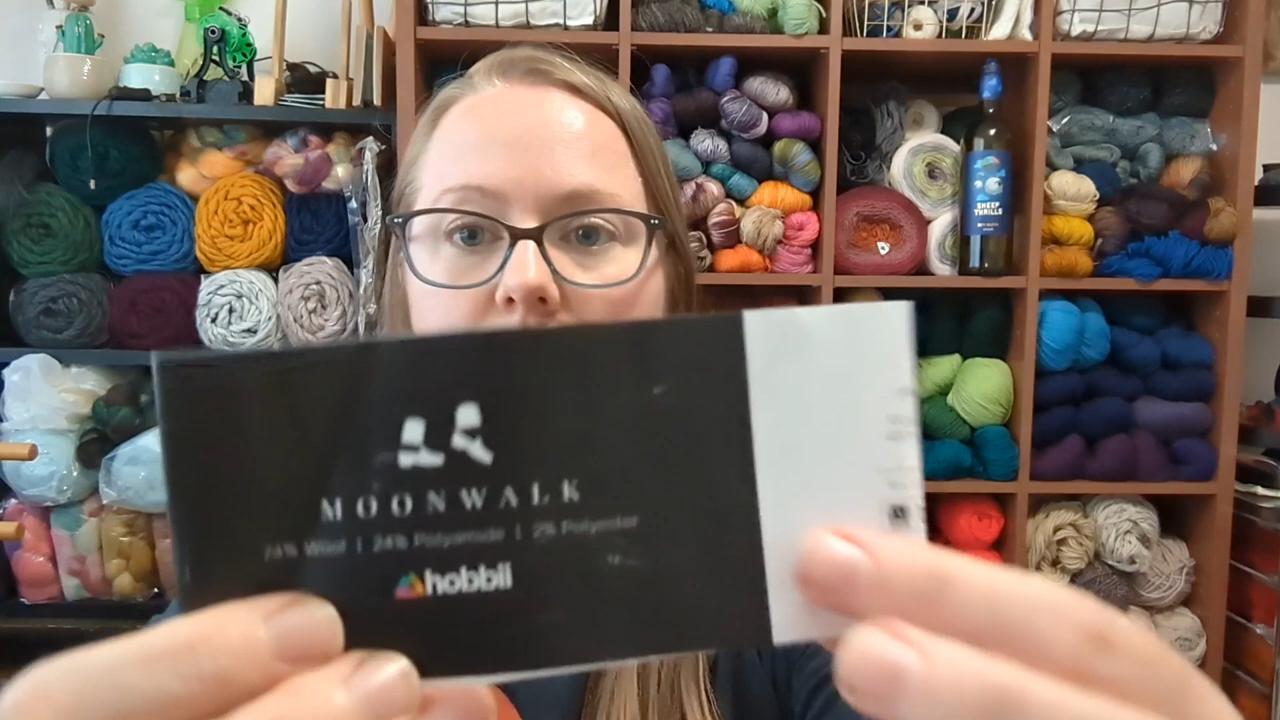 SHEEP
THRILLS
MOONWALK
74% Wool | 24% Polyamide | 2% Polyester
hobbii